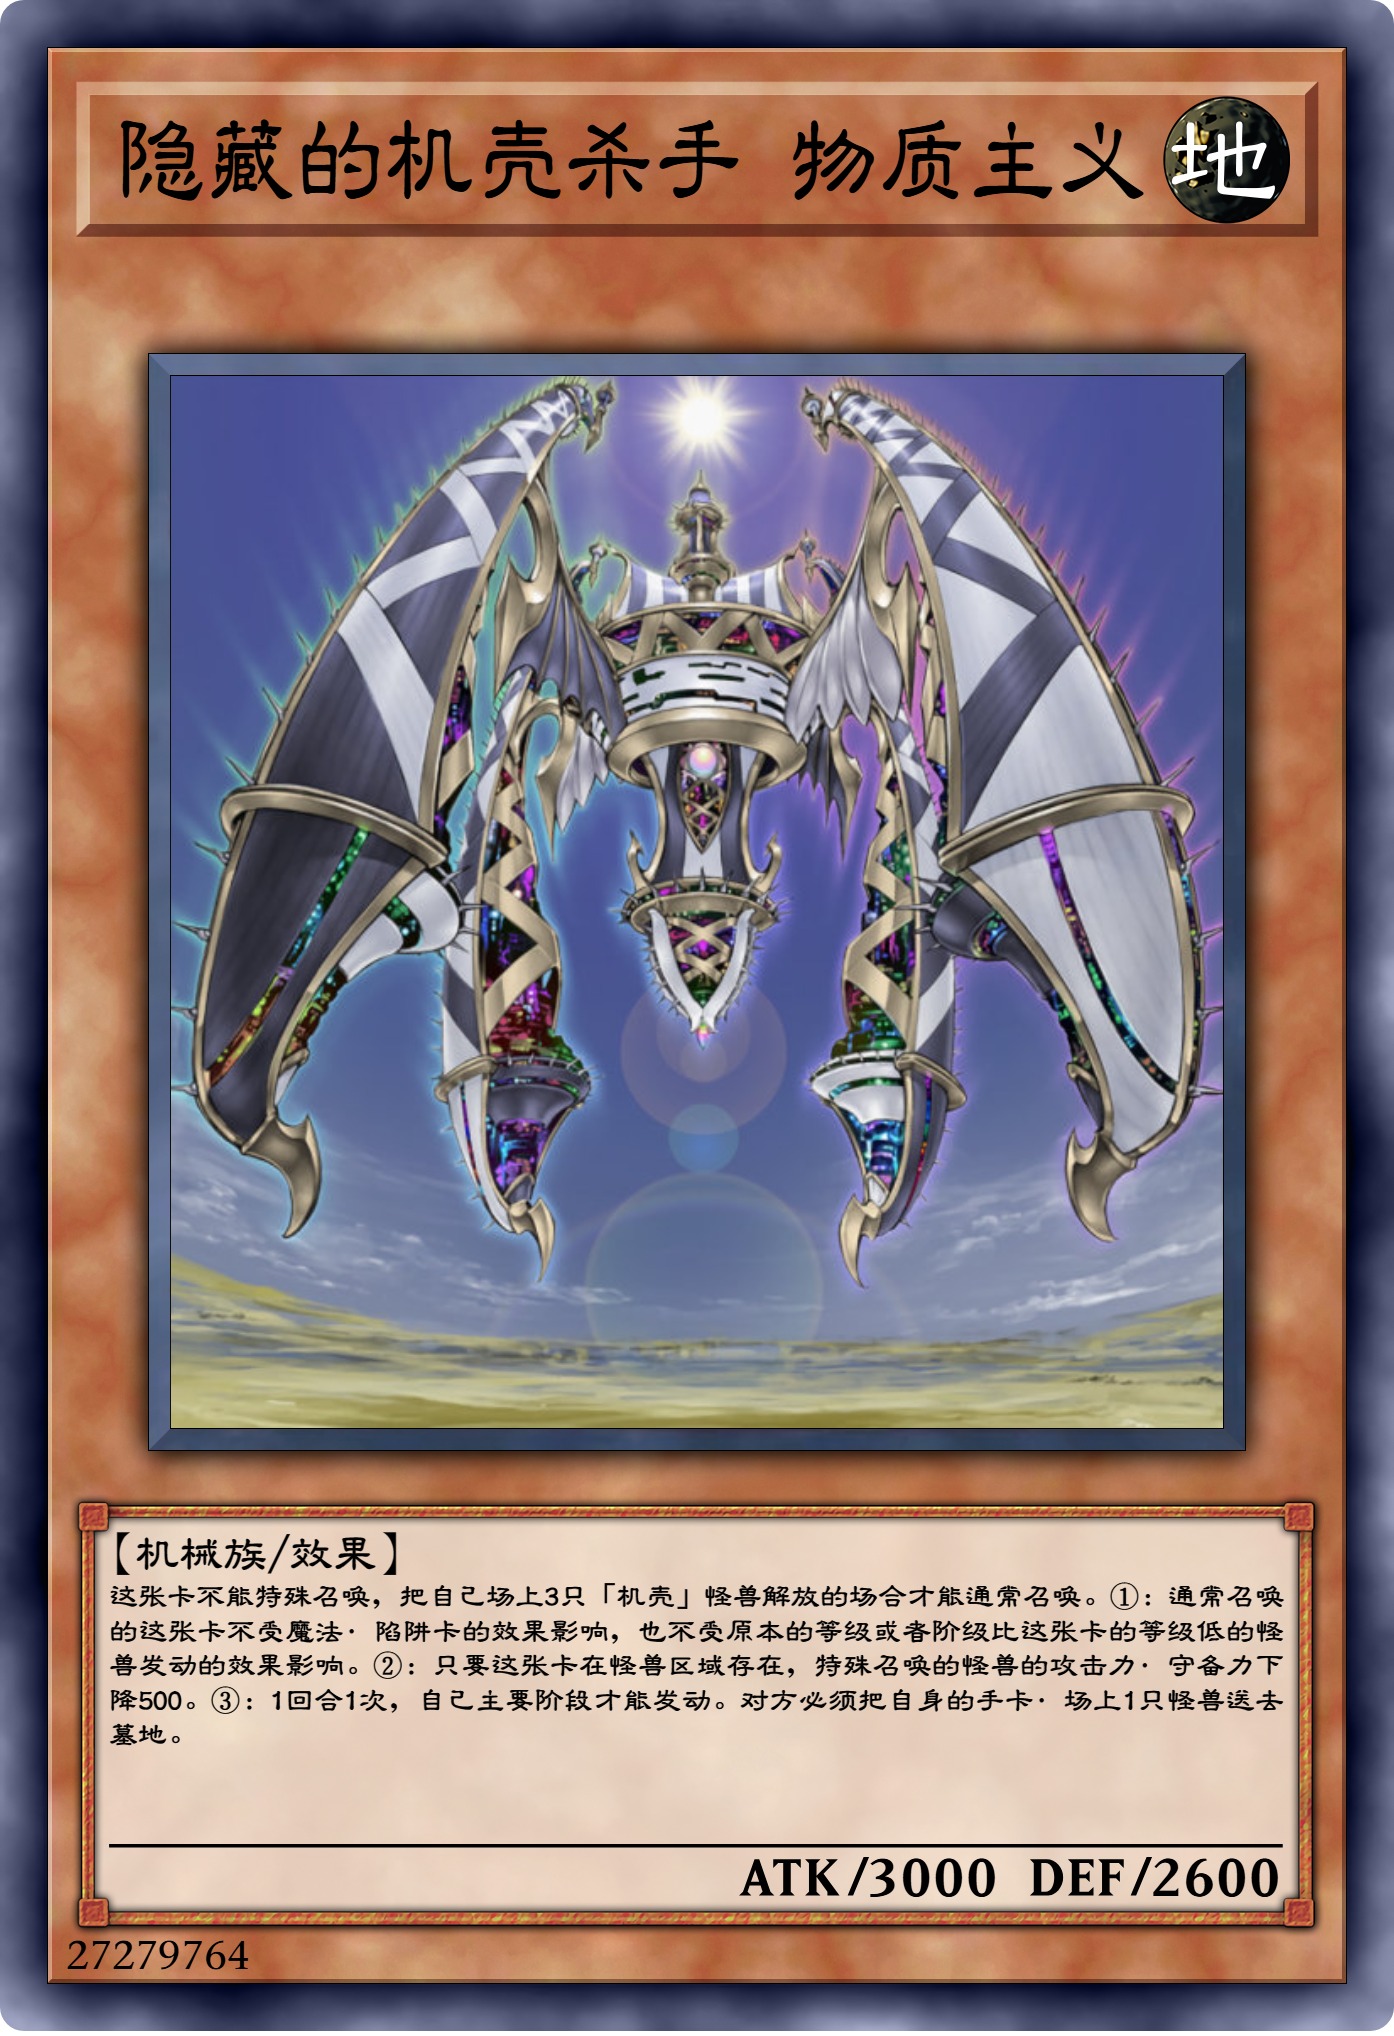 隐藏的机壳杀手 物质主义 地
【机械族/效果】
这张卡不能特殊召唤，把自己场上3只「机壳」怪兽解放的场合才能通常召唤。①：通常召唤
的这张卡不受魔法·陷阱卡的效果影响，也不受原本的等级或者阶级比这张卡的等级低的怪
兽发动的效果影响。②：只要这张卡在怪兽区域存在，特殊召唤的怪兽的攻击力·守备力下
降500。③：1回合1次，自己主要阶段才能发动。对方必须把自身的手卡·场上1只怪兽送去
墓地。
ATK/3000 DEF/2600
27279764